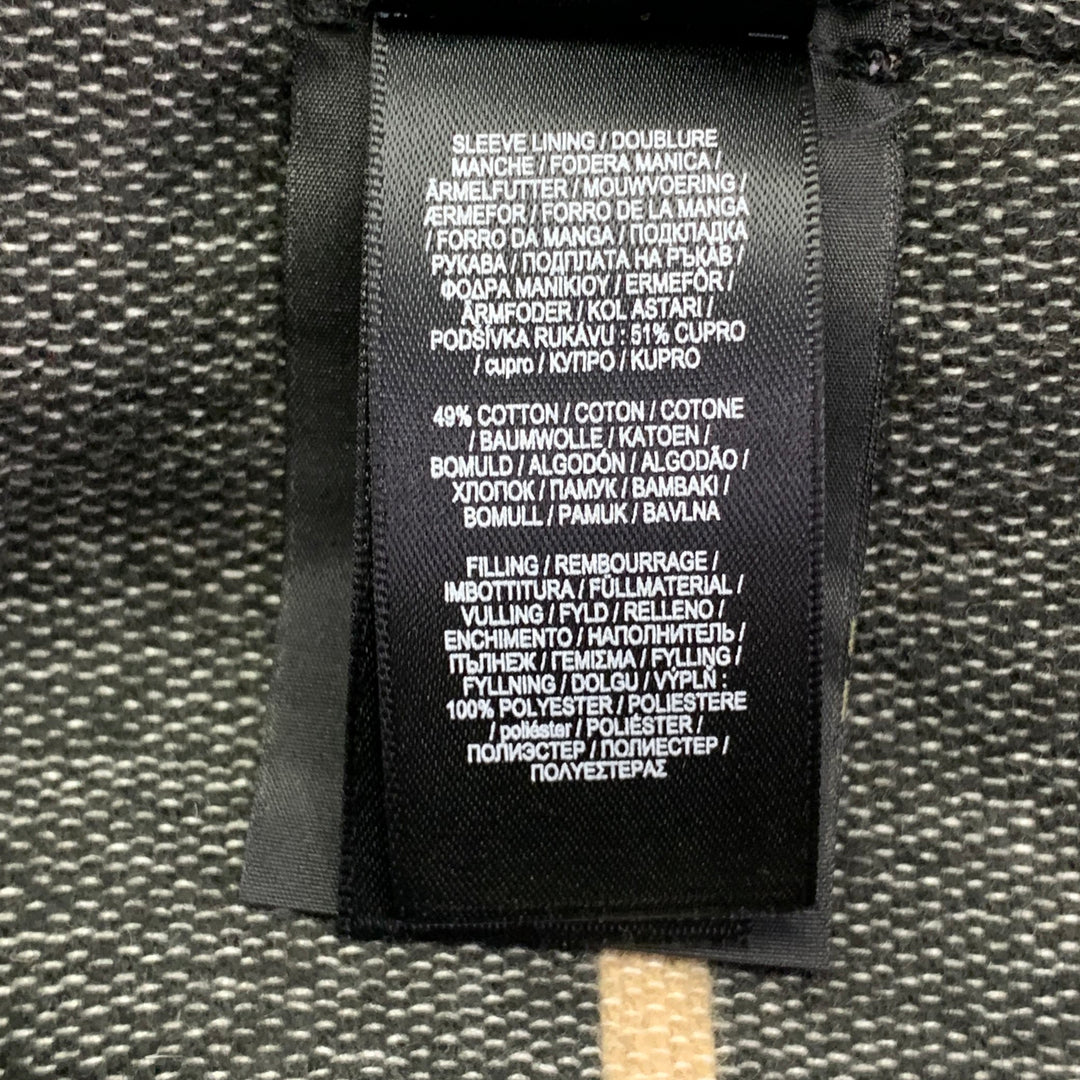 SLEEVE LINING / DOUBLURE
MANCHE / FODERA MANICA /
ÄRMELFUTTER / MOUWVOERING /
ÆRMEFOR / FORRO DE LA MANGA
/ FORRO DA MANGA / ПОДКЛАДКА
РУКАВА / ПОДПЛАТА НА РЪКАВ /
ΦΟΔΡΑ ΜΑΝΙΚΙΟΥ / ERMEFÔR /
ÄRMFODER / KOL ASTARI /
PODŠÍVKA RUKÁVU : 51% CUPRO
/ cupro / КУПРО / KUPRO
49% COTTON / COTON / COTONE
/ BAUMWOLLE / KATOEN /
BOMULD / ALGODÓN / ALGODÃO /
ХЛОПОК / ПАМУК / BAMBAKI /
BOMULL / PAMUK / BAVLNA
FILLING / REMBOURRAGE /
IMBOTTITURA / FÜLLMATERIAL /
VULLING / FYLD / RELLENO /
ENCHIMENTO / НАПОЛНИТЕЛЬ /
ПЪЛНЕЖ / ΓΕΜΙΣΜΑ / FYLLING /
FYLLNING / DOLGU / VÝPLŇ :
100% POLYESTER / POLIESTERE
/ poliéster / POLIÉSTER /
ПОЛИЭСТЕР / ПОЛИЕСТЕР /
ΠΟΛΥΕΣΤΕΡΑΣ